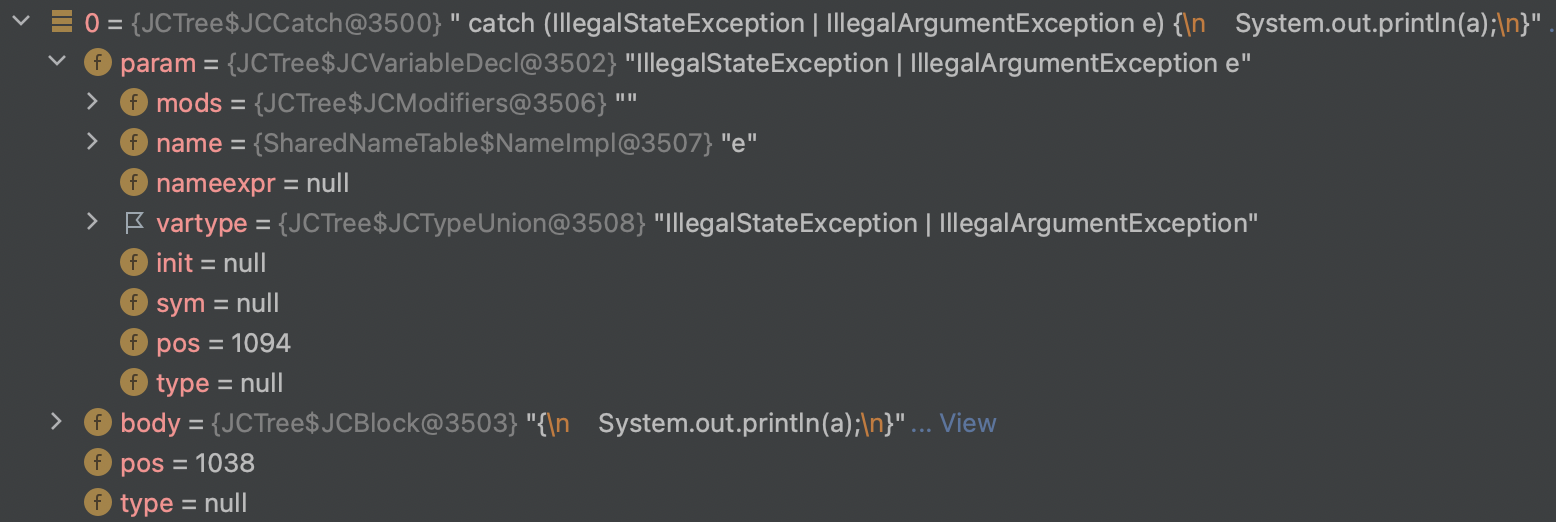 0 = {JCTree$JCCatch@3500} " catch (IllegalStateException | IllegalArgumentException e) {\n    System.out.println(a);\n}" .
f param = {JCTree$JCVariableDecl@3502} "IllegalStateException | IllegalArgumentException e"
f mods = {JCTree$JCModifiers@3506} ""
f name = {SharedNameTable$NameImpl@3507} "e"
f nameexpr = null
vartype = {JCTree$JCTypeUnion@3508} "IllegalStateException | IllegalArgumentException"
f init = null
f sym = null
f pos = 1094
f type = null
f body = {JCTree$JCBlock@3503} "{\n    System.out.println(a);\n}" ... View
f pos = 1038
f type = null